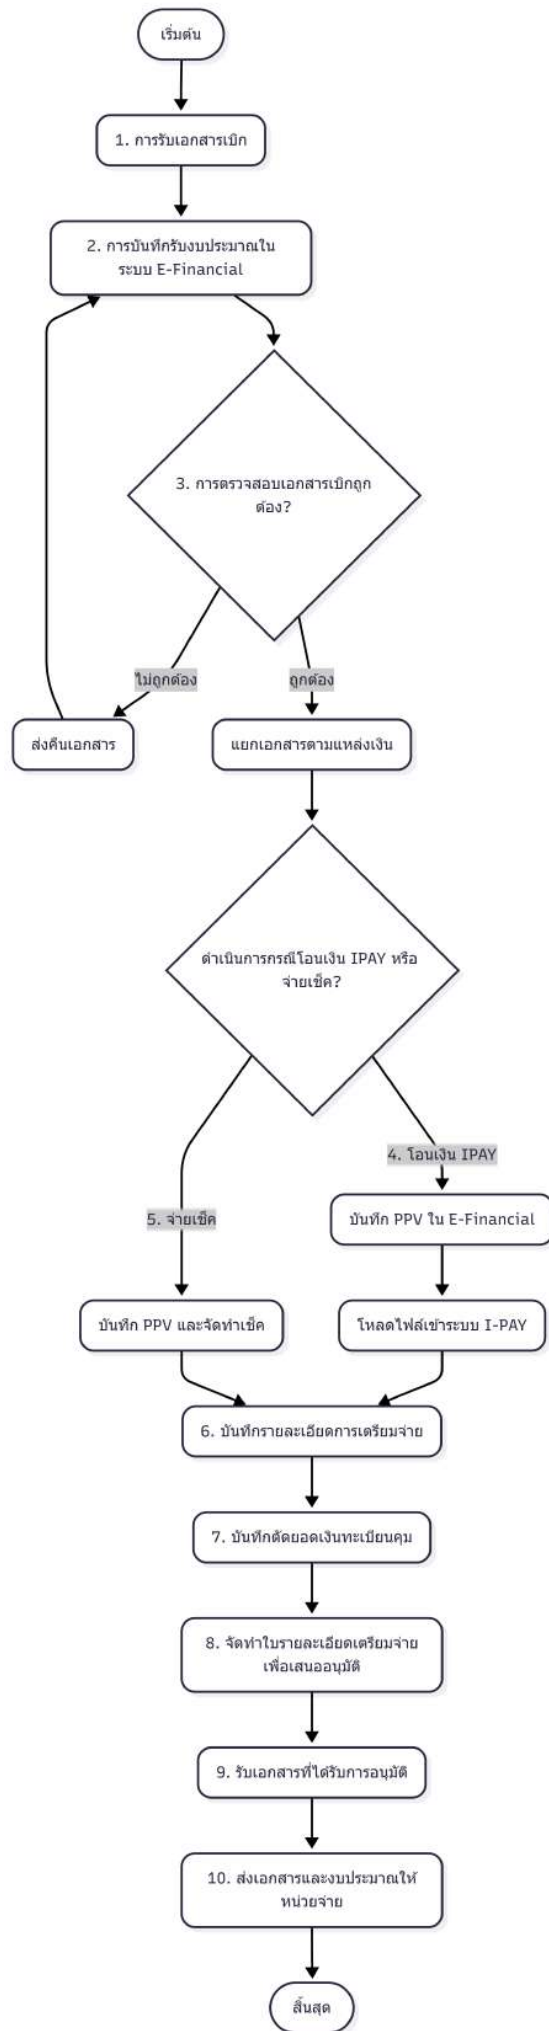 เริ่มต้น
1. การรับเอกสารเบิก
2. การบันทึกรับงบประมาณใน
ระบบ E-Financial
3. การตรวจสอบเอกสารเบิกถูก
ต้อง?
ไม่ถูกต้อง
ถูกต้อง
ส่งคืนเอกสาร
แยกเอกสารตามแหล่งเงิน
ดำเนินการกรณีโอนเงิน IPAY หรือ
จ่ายเช็ค?
4. โอนเงิน IPAY
5. จ่ายเช็ค
บันทึก PPV ใน E-Financial
บันทึก PPV และจัดทำเช็ค
โหลดไฟล์เข้าระบบ I-PAY
6. บันทึกรายละเอียดการเตรียมจ่าย
7. บันทึกตัดยอดเงินทะเบียนคุม
8. จัดทำใบรายละเอียดเตรียมจ่าย
เพื่อเสนออนุมัติ
9. รับเอกสารที่ได้รับการอนุมัติ
10. ส่งเอกสารและงบประมาณให้
หน่วยจ่าย
สิ้นสุด